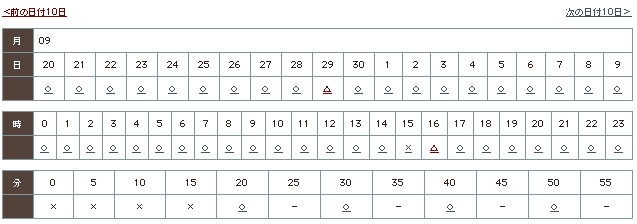 <前の日付10日 次の日付10日>
月 09
日 20 21 22 23 24 25 26 27 28 29 30 1 2 3 4 5 6 7 8 9
○ ○ ○ ○ ○ ○ ○ ○ ○ △ ○ ○ ○ ○ ○ ○ ○ ○ ○ ○
時 0 1 2 3 4 5 6 7 8 9 10 11 12 13 14 15 16 17 18 19 20 21 22 23
○ ○ ○ ○ ○ ○ ○ ○ ○ ○ ○ ○ ○ ○ ○ × △ ○ ○ ○ ○ ○ ○ ○
分 0 5 10 15 20 25 30 35 40 45 50 55
× × × × ○ － ○ － ○ － ○ －